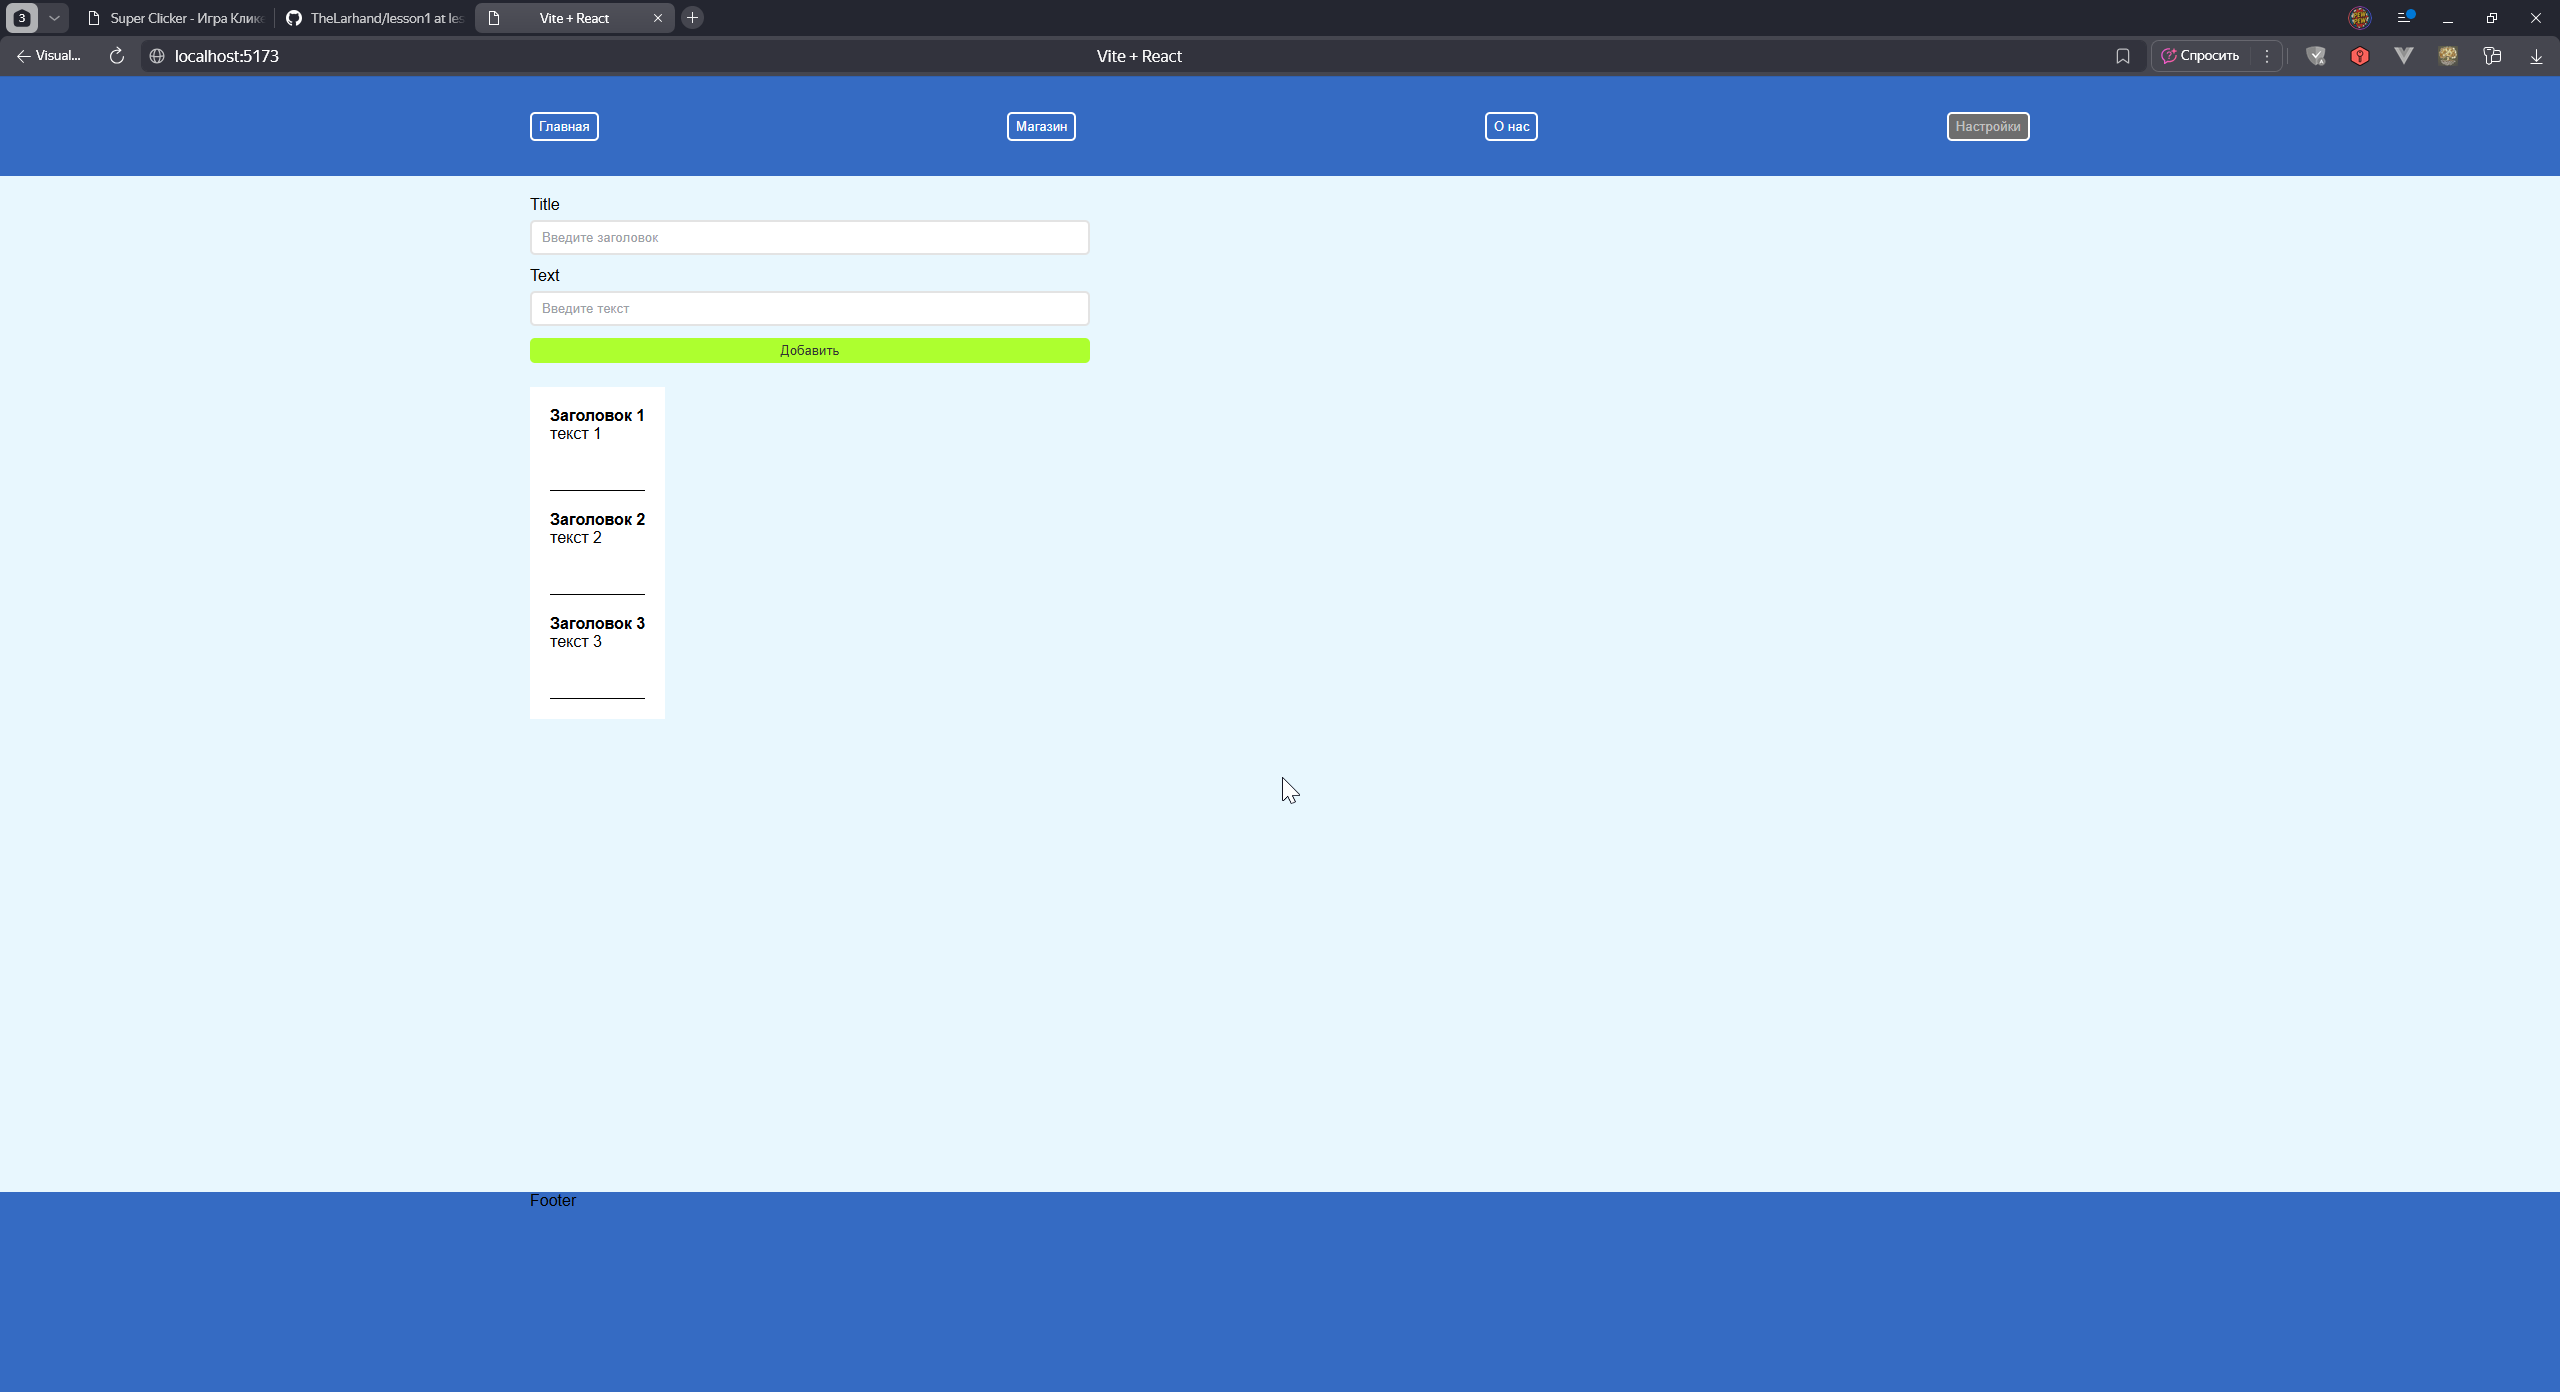 3
Super Clicker - Игра Клике
TheLarhand/lesson1 at les
Vite + React
Visual...
localhost:5173
Vite + React
Спросить
Главная
Магазин
О нас
Настройки
Title
Введите заголовок
Text
Введите текст
Добавить
Заголовок 1
текст 1
Заголовок 2
текст 2
Заголовок 3
текст 3
Footer